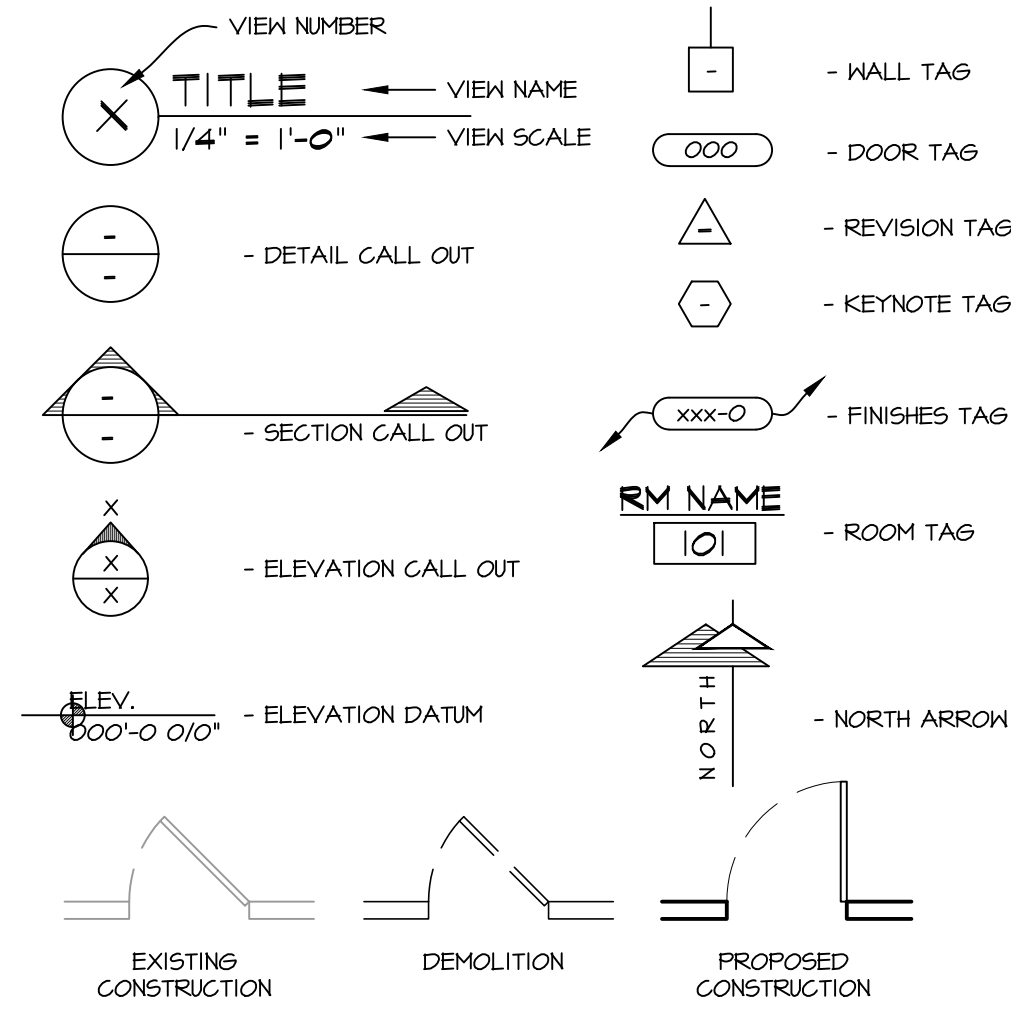 VIEW NUMBER
X
TITLE
VIEW NAME
1/4" = 1'-0"
VIEW SCALE
-
-
- DETAIL CALL OUT
-
-
- SECTION CALL OUT
X
X
X
- ELEVATION CALL OUT
ELEV.
000'-0 0/0"
- ELEVATION DATUM
-
- WALL TAG
000
- DOOR TAG
-
- REVISION TAG
-
- KEYNOTE TAG
xxx-0
- FINISHES TAG
RM NAME
101
- ROOM TAG
NORTH
- NORTH ARROW
EXISTING
CONSTRUCTION
DEMOLITION
PROPOSED
CONSTRUCTION